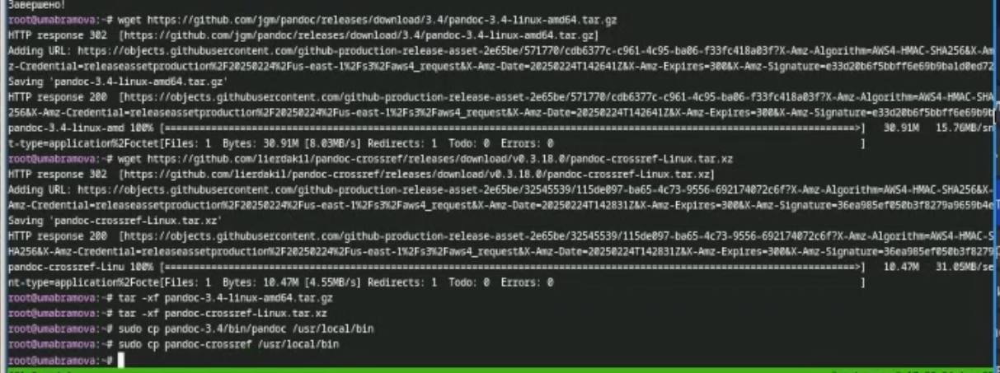 Завершено!
root@umabramova:~# wget https://github.com/jgm/pandoc/releases/download/3.4/pandoc-3.4-linux-amd64.tar.gz
HTTP response 302  [https://github.com/jgm/pandoc/releases/download/3.4/pandoc-3.4-linux-amd64.tar.gz]
Adding URL: https://objects.githubusercontent.com/github-production-release-asset-2e65be/571770/cdb6377c-c961-4c95-ba06-f33fc418a03f?X-Amz-Algorithm=AWS4-HMAC-SHA256&X-Am
z-Credential=releaseassetproduction%2F20250224%2Fus-east-1%2Fs3%2Faws4_request&X-Amz-Date=20250224T142641Z&X-Amz-Expires=300&X-Amz-Signature=e33d20b6f5bbff6e69b9ba1d0ed72
Saving 'pandoc-3.4-linux-amd64.tar.gz'
HTTP response 200  [https://objects.githubusercontent.com/github-production-release-asset-2e65be/571770/cdb6377c-c961-4c95-ba06-f33fc418a03f?X-Amz-Algorithm=AWS4-HMAC-SHA
256&X-Amz-Credential=releaseassetproduction%2F20250224%2Fus-east-1%2Fs3%2Faws4_request&X-Amz-Date=20250224T142641Z&X-Amz-Expires=300&X-Amz-Signature=e33d20b6f5bbff6e69b9b
pandoc-3.4-linux-amd 100% [=====================================================================================================================>]   30.91M   15.76MB/sn
t-type=application%2Foctet[Files: 1  Bytes: 30.91M [8.03MB/s] Redirects: 1  Todo: 0  Errors: 0 ]
root@umabramova:~# wget https://github.com/lierdakil/pandoc-crossref/releases/download/v0.3.18.0/pandoc-crossref-Linux.tar.xz
HTTP response 302  [https://github.com/lierdakil/pandoc-crossref/releases/download/v0.3.18.0/pandoc-crossref-Linux.tar.xz]
Adding URL: https://objects.githubusercontent.com/github-production-release-asset-2e65be/32545539/115de097-ba65-4c73-9556-692174072c6f?X-Amz-Algorithm=AWS4-HMAC-SHA256&X-
Amz-Credential=releaseassetproduction%2F20250224%2Fus-east-1%2Fs3%2Faws4_request&X-Amz-Date=20250224T142831Z&X-Amz-Expires=300&X-Amz-Signature=36ea985ef050b3f8279a9659b4e
Saving 'pandoc-crossref-Linux.tar.xz'
HTTP response 200  [https://objects.githubusercontent.com/github-production-release-asset-2e65be/32545539/115de097-ba65-4c73-9556-692174072c6f?X-Amz-Algorithm=AWS4-HMAC-S
HA256&X-Amz-Credential=releaseassetproduction%2F20250224%2Fus-east-1%2Fs3%2Faws4_request&X-Amz-Date=20250224T142831Z&X-Amz-Expires=300&X-Amz-Signature=36ea985ef050b3f8279
pandoc-crossref-Linu 100% [=====================================================================================================================>]   10.47M   31.05MB/se
nt-type=application%2Focte[Files: 1  Bytes: 10.47M [4.55MB/s] Redirects: 1  Todo: 0  Errors: 0 ]
root@umabramova:~# tar -xf pandoc-3.4-linux-amd64.tar.gz
root@umabramova:~# tar -xf pandoc-crossref-Linux.tar.xz
root@umabramova:~# sudo cp pandoc-3.4/bin/pandoc /usr/local/bin
root@umabramova:~# sudo cp pandoc-crossref /usr/local/bin
root@umabramova:~#